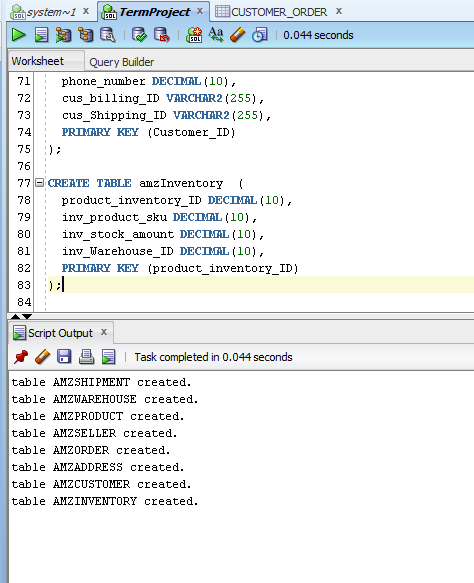 system~1 x TermProject x CUSTOMER_ORDER x
SQL Aa 0.044 seconds
Worksheet Query Builder
71 phone_number DECIMAL(10),
72 cus_billing_ID VARCHAR2(255),
73 cus_Shipping_ID VARCHAR2(255),
74 PRIMARY KEY (Customer_ID)
75 );
76
77 CREATE TABLE amzInventory (
78 product_inventory_ID DECIMAL(10),
79 inv_product_sku DECIMAL(10),
80 inv_stock_amount DECIMAL(10),
81 inv_Warehouse_ID DECIMAL(10),
82 PRIMARY KEY (product_inventory_ID)
83 );
84
Script Output x
Task completed in 0.044 seconds
table AMZSHIPMENT created.
table AMZWAREHOUSE created.
table AMZPRODUCT created.
table AMZSELLER created.
table AMZORDER created.
table AMZADDRESS created.
table AMZCUSTOMER created.
table AMZINVENTORY created.